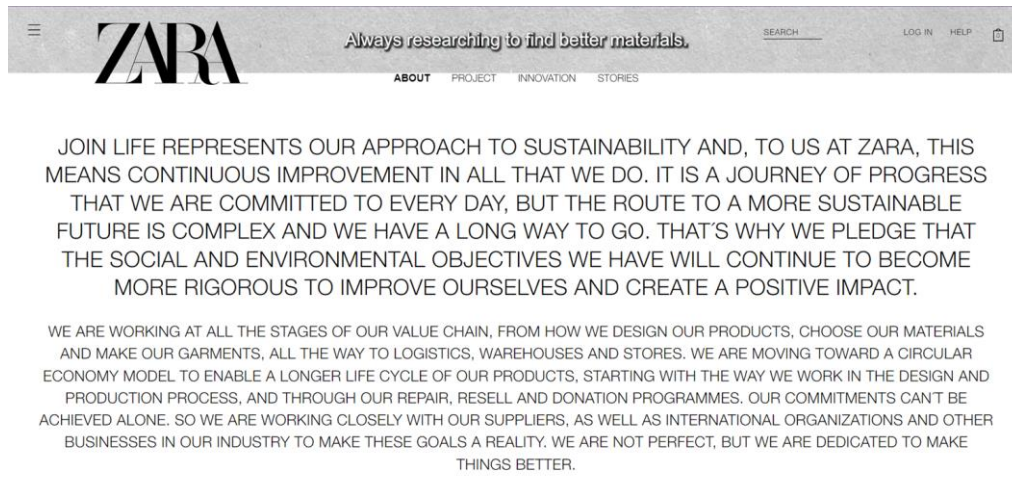 ZARA
Always researching to find better materials.
SEARCH
LOG IN HELP 0
ABOUT PROJECT INNOVATION STORIES
JOIN LIFE REPRESENTS OUR APPROACH TO SUSTAINABILITY AND, TO US AT ZARA, THIS
MEANS CONTINUOUS IMPROVEMENT IN ALL THAT WE DO. IT IS A JOURNEY OF PROGRESS
THAT WE ARE COMMITTED TO EVERY DAY, BUT THE ROUTE TO A MORE SUSTAINABLE
FUTURE IS COMPLEX AND WE HAVE A LONG WAY TO GO. THAT´S WHY WE PLEDGE THAT
THE SOCIAL AND ENVIRONMENTAL OBJECTIVES WE HAVE WILL CONTINUE TO BECOME
MORE RIGOROUS TO IMPROVE OURSELVES AND CREATE A POSITIVE IMPACT.
WE ARE WORKING AT ALL THE STAGES OF OUR VALUE CHAIN, FROM HOW WE DESIGN OUR PRODUCTS, CHOOSE OUR MATERIALS
AND MAKE OUR GARMENTS, ALL THE WAY TO LOGISTICS, WAREHOUSES AND STORES. WE ARE MOVING TOWARD A CIRCULAR
ECONOMY MODEL TO ENABLE A LONGER LIFE CYCLE OF OUR PRODUCTS, STARTING WITH THE WAY WE WORK IN THE DESIGN AND
PRODUCTION PROCESS, AND THROUGH OUR REPAIR, RESELL AND DONATION PROGRAMMES. OUR COMMITMENTS CAN'T BE
ACHIEVED ALONE. SO WE ARE WORKING CLOSELY WITH OUR SUPPLIERS, AS WELL AS INTERNATIONAL ORGANIZATIONS AND OTHER
BUSINESSES IN OUR INDUSTRY TO MAKE THESE GOALS A REALITY. WE ARE NOT PERFECT, BUT WE ARE DEDICATED TO MAKE
THINGS BETTER.